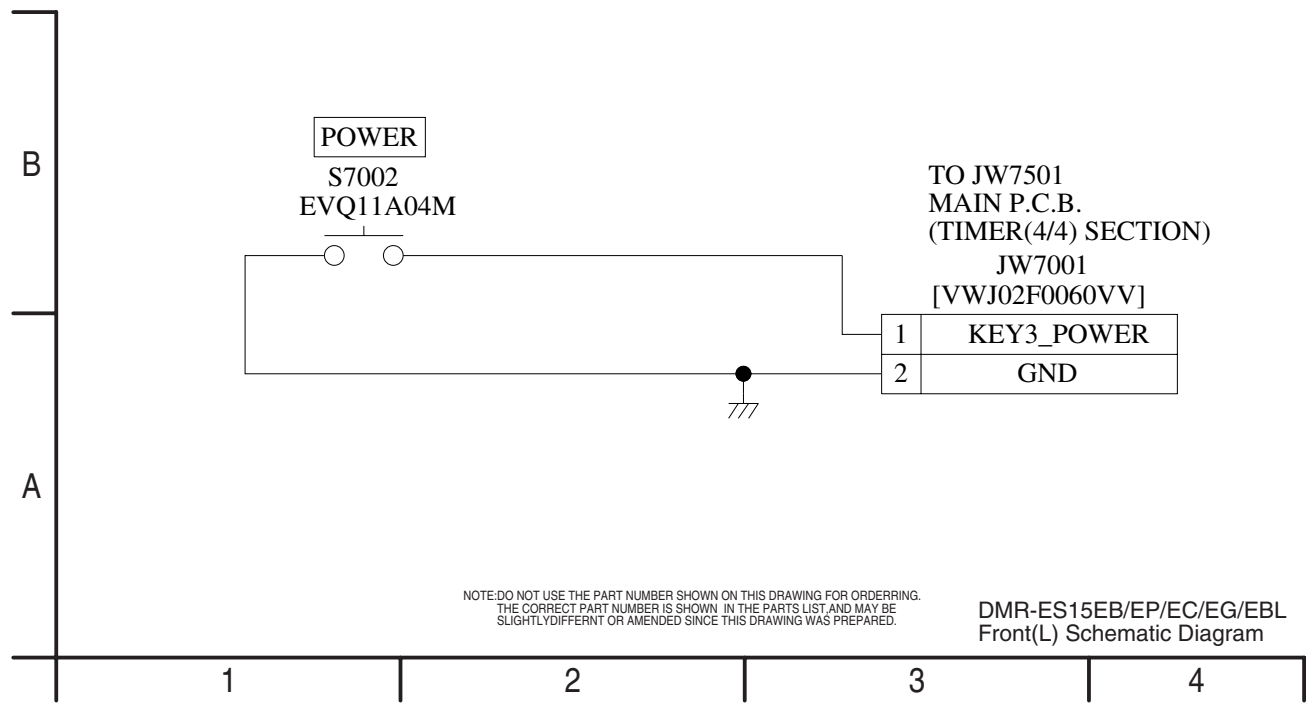 B
POWER
S7002
EVQ11A04M
TO JW7501
MAIN P.C.B.
(TIMER(4/4) SECTION)
JW7001
[VWJ02F0060VV]
1 KEY3_POWER
2 GND
A
NOTE:DO NOT USE THE PART NUMBER SHOWN ON THIS DRAWING FOR ORDERRING.
THE CORRECT PART NUMBER IS SHOWN IN THE PARTS LIST,AND MAY BE
SLIGHTLYDIFFERNT OR AMENDED SINCE THIS DRAWING WAS PREPARED.
DMR-ES15EB/EP/EC/EG/EBL
Front(L) Schematic Diagram
1 2 3 4